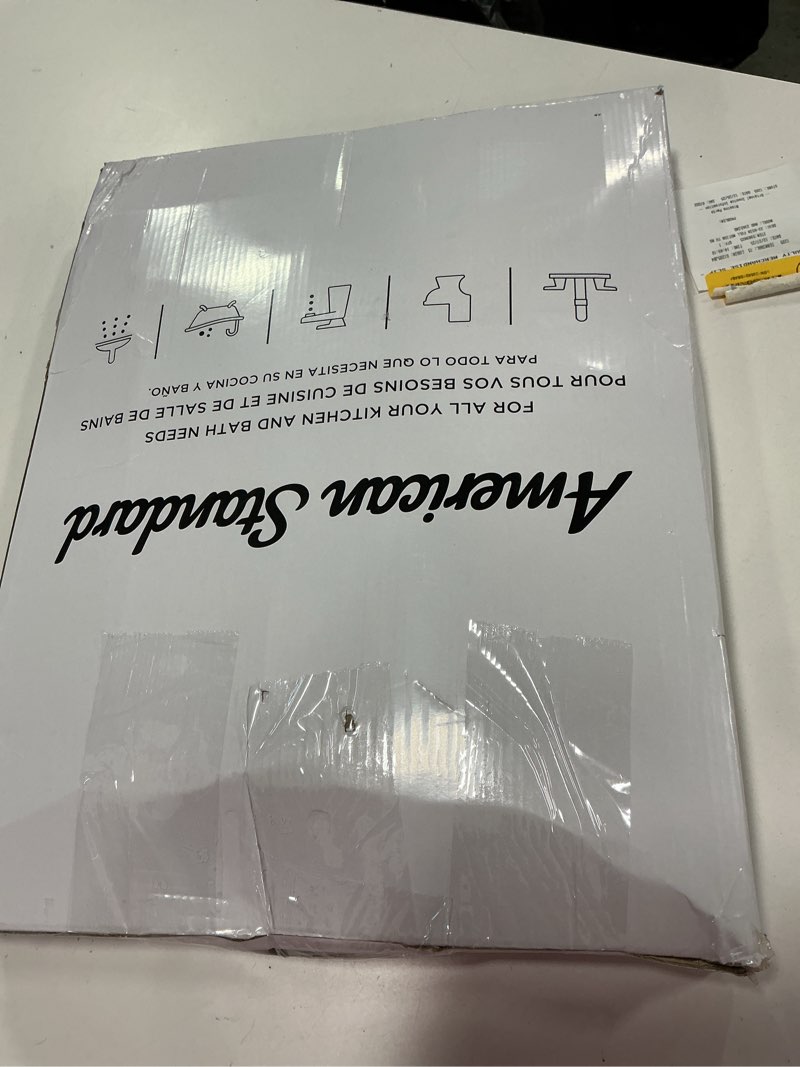 American Standard
FOR ALL YOUR KITCHEN AND BATH NEEDS
POUR TOUS VOS BESOINS DE CUISINE ET DE SALLE DE BAINS
PARA TODO LO QUE NECESITA EN SU COCINA Y BAÑO.